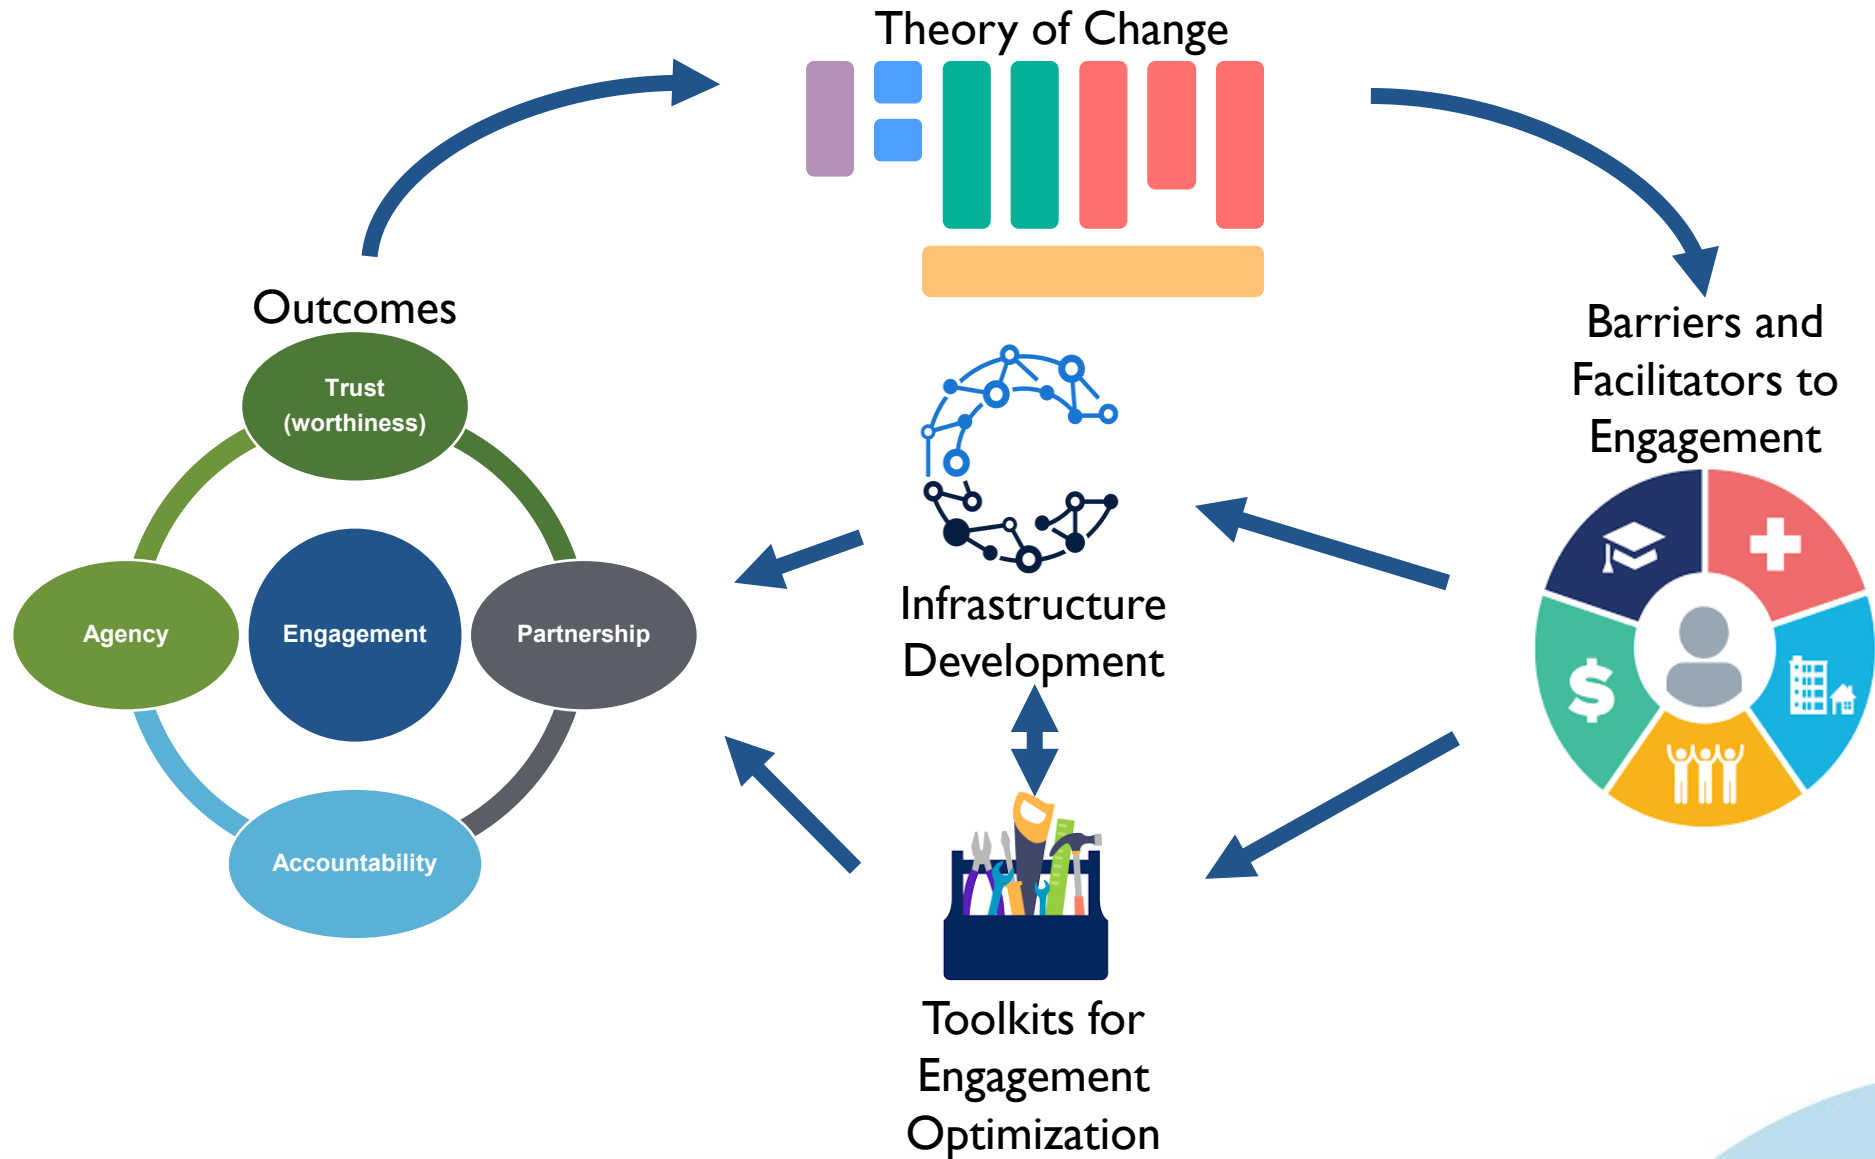 Theory of Change
Outcomes
Trust
(worthiness)
Agency
Engagement
Partnership
Accountability
Infrastructure
Development
Toolkits for
Engagement
Optimization
Barriers and
Facilitators to
Engagement
$